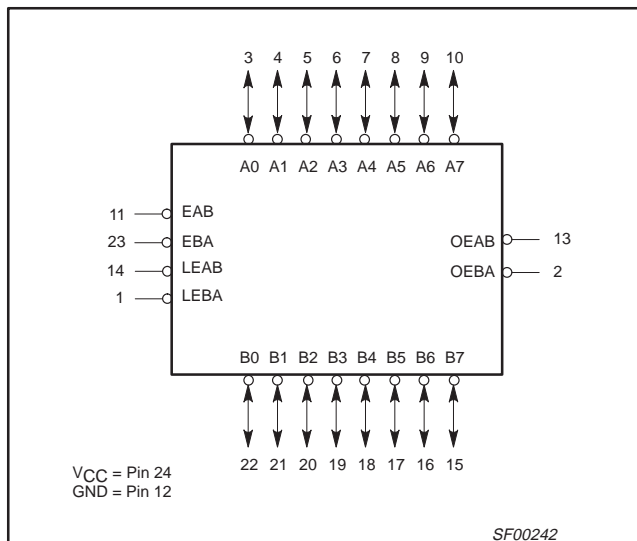 3 4 5 6 7 8 9 10
A0 A1 A2 A3 A4 A5 A6 A7
11 EAB
23 EBA
14 LEAB
1 LEBA
OEAB 13
OEBA 2
B0 B1 B2 B3 B4 B5 B6 B7
22 21 20 19 18 17 16 15
VCC = Pin 24
GND = Pin 12
SF00242